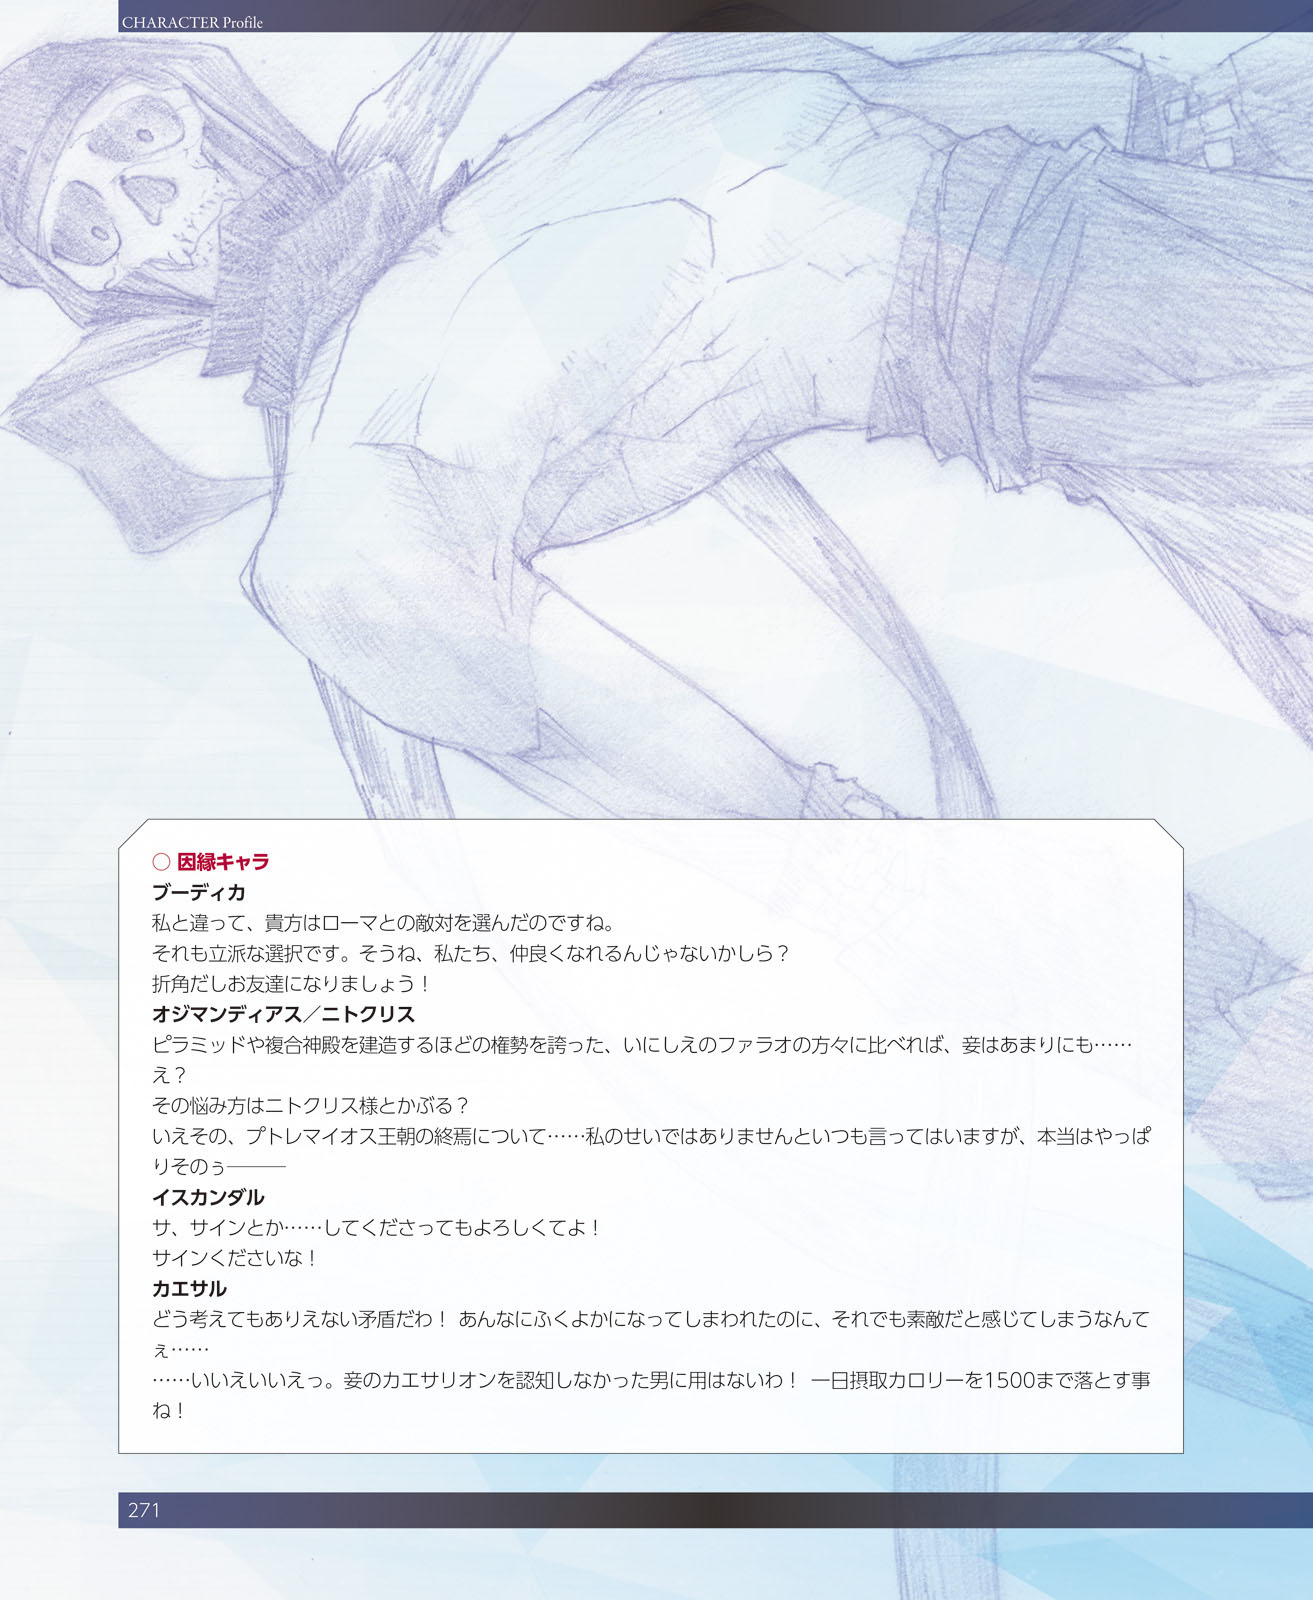 CHARACTER Profile
○ 因縁キャラ
ブーディカ
私と違って、貴方はローマとの敵対を選んだのですね。
それも立派な選択です。そうね、私たち、仲良くなれるんじゃないかしら？
折角だしお友達になりましょう！
オジマンディアス／ニトクリス
ピラミッドや複合神殿を建造するほどの権勢を誇った、いにしえのファラオの方々に比べれば、妾はあまりにも……
え？
その悩み方はニトクリス様とかぶる？
いえその、プトレマイオス王朝の終焉について……私のせいではありませんといつも言ってはいますが、本当はやっぱ
りそのぅ―――
イスカンダル
サ、サインとか……してくださってもよろしくてよ！
サインくださいな！
カエサル
どう考えてもありえない矛盾だわ！ あんなにふくよかになってしまわれたのに、それでも素敵だと感じてしまうなんて
ぇ……
……いいえいいえっ。妾のカエサリオンを認知しなかった男に用はないわ！ 一日摂取カロリーを1500まで落とす事
ね！
271